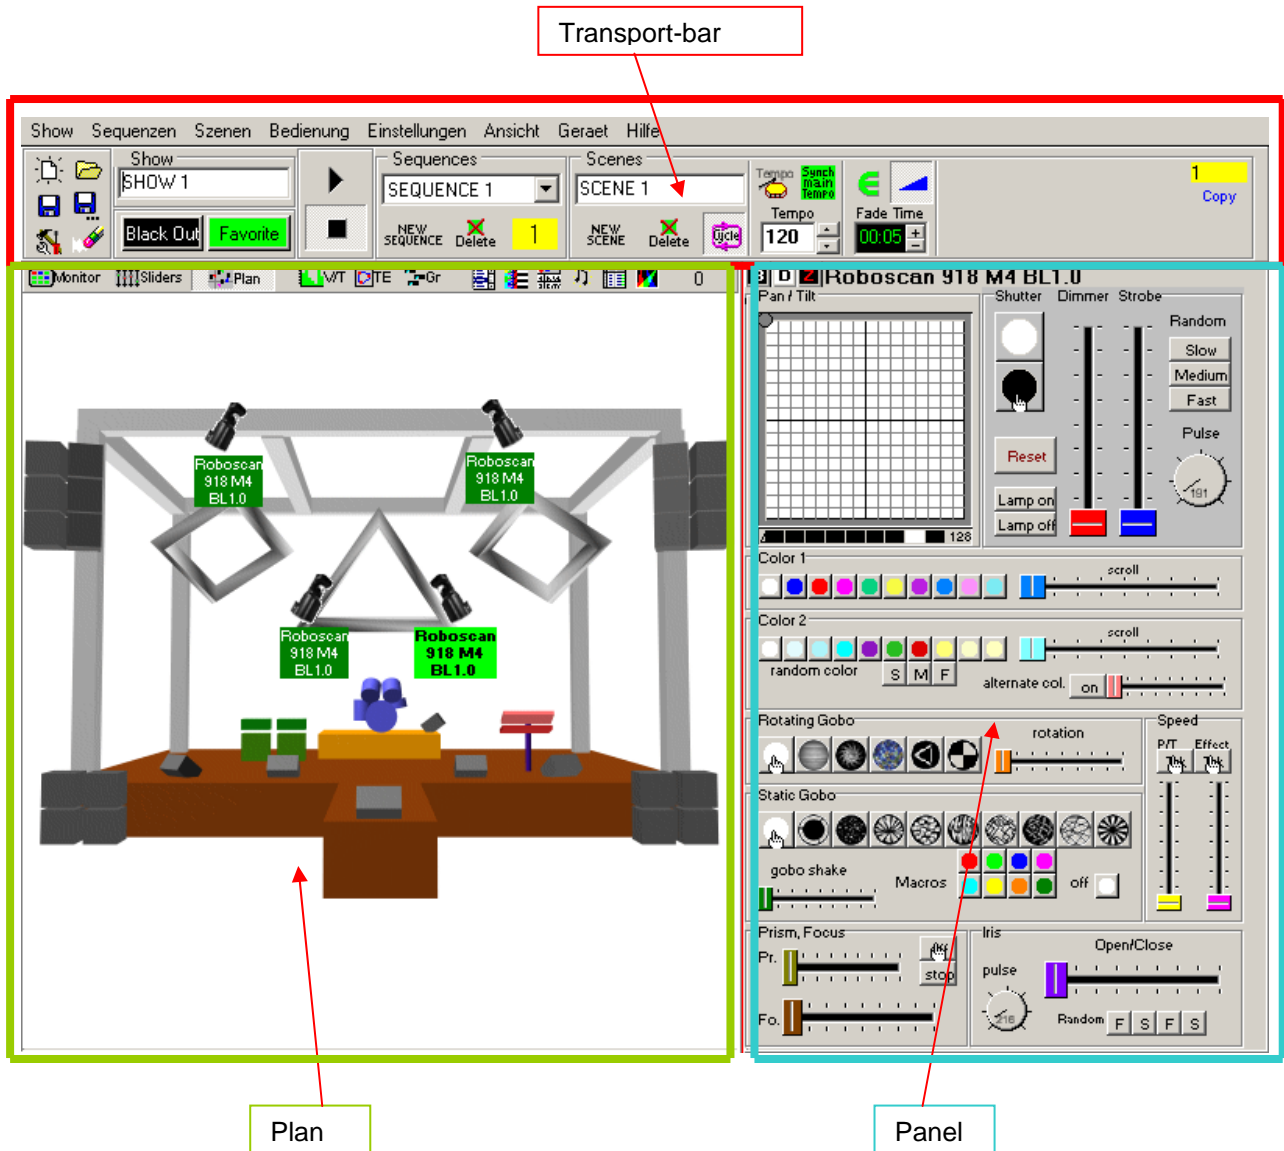 Transport-bar
Show Sequenzen Szenen Bedienung Einstellungen Ansicht Geraet Hilfe
Show
SHOW 1
Black Out Favorite
Sequences
SEQUENCE 1
NEW SEQUENCE Delete 1
Scenes
SCENE 1
NEW SCENE Delete Cycle
Tempo Synch main Tempo
Tempo
120
Fade Time
00:05
1
Copy
Monitor Sliders Plan V/T TE Gr 0
D Z Roboscan 918 M4 BL1.0
Pan / Tilt
128
Shutter Dimmer Strobe
Random
Slow
Medium
Fast
Pulse
191
Reset
Lamp on
Lamp off
Roboscan
918 M4
BL1.0
Roboscan
918 M4
BL1.0
Roboscan
918 M4
BL1.0
Roboscan
918 M4
BL1.0
Color 1
scroll
Color 2
scroll
random color S M F
alternate col. on
Rotating Gobo
rotation
Speed
P/T Effect
Static Gobo
gobo shake
Macros off
Prism, Focus
Pr.
stop
Fo.
Iris
Open/Close
pulse
216
Random F S F S
Plan
Panel